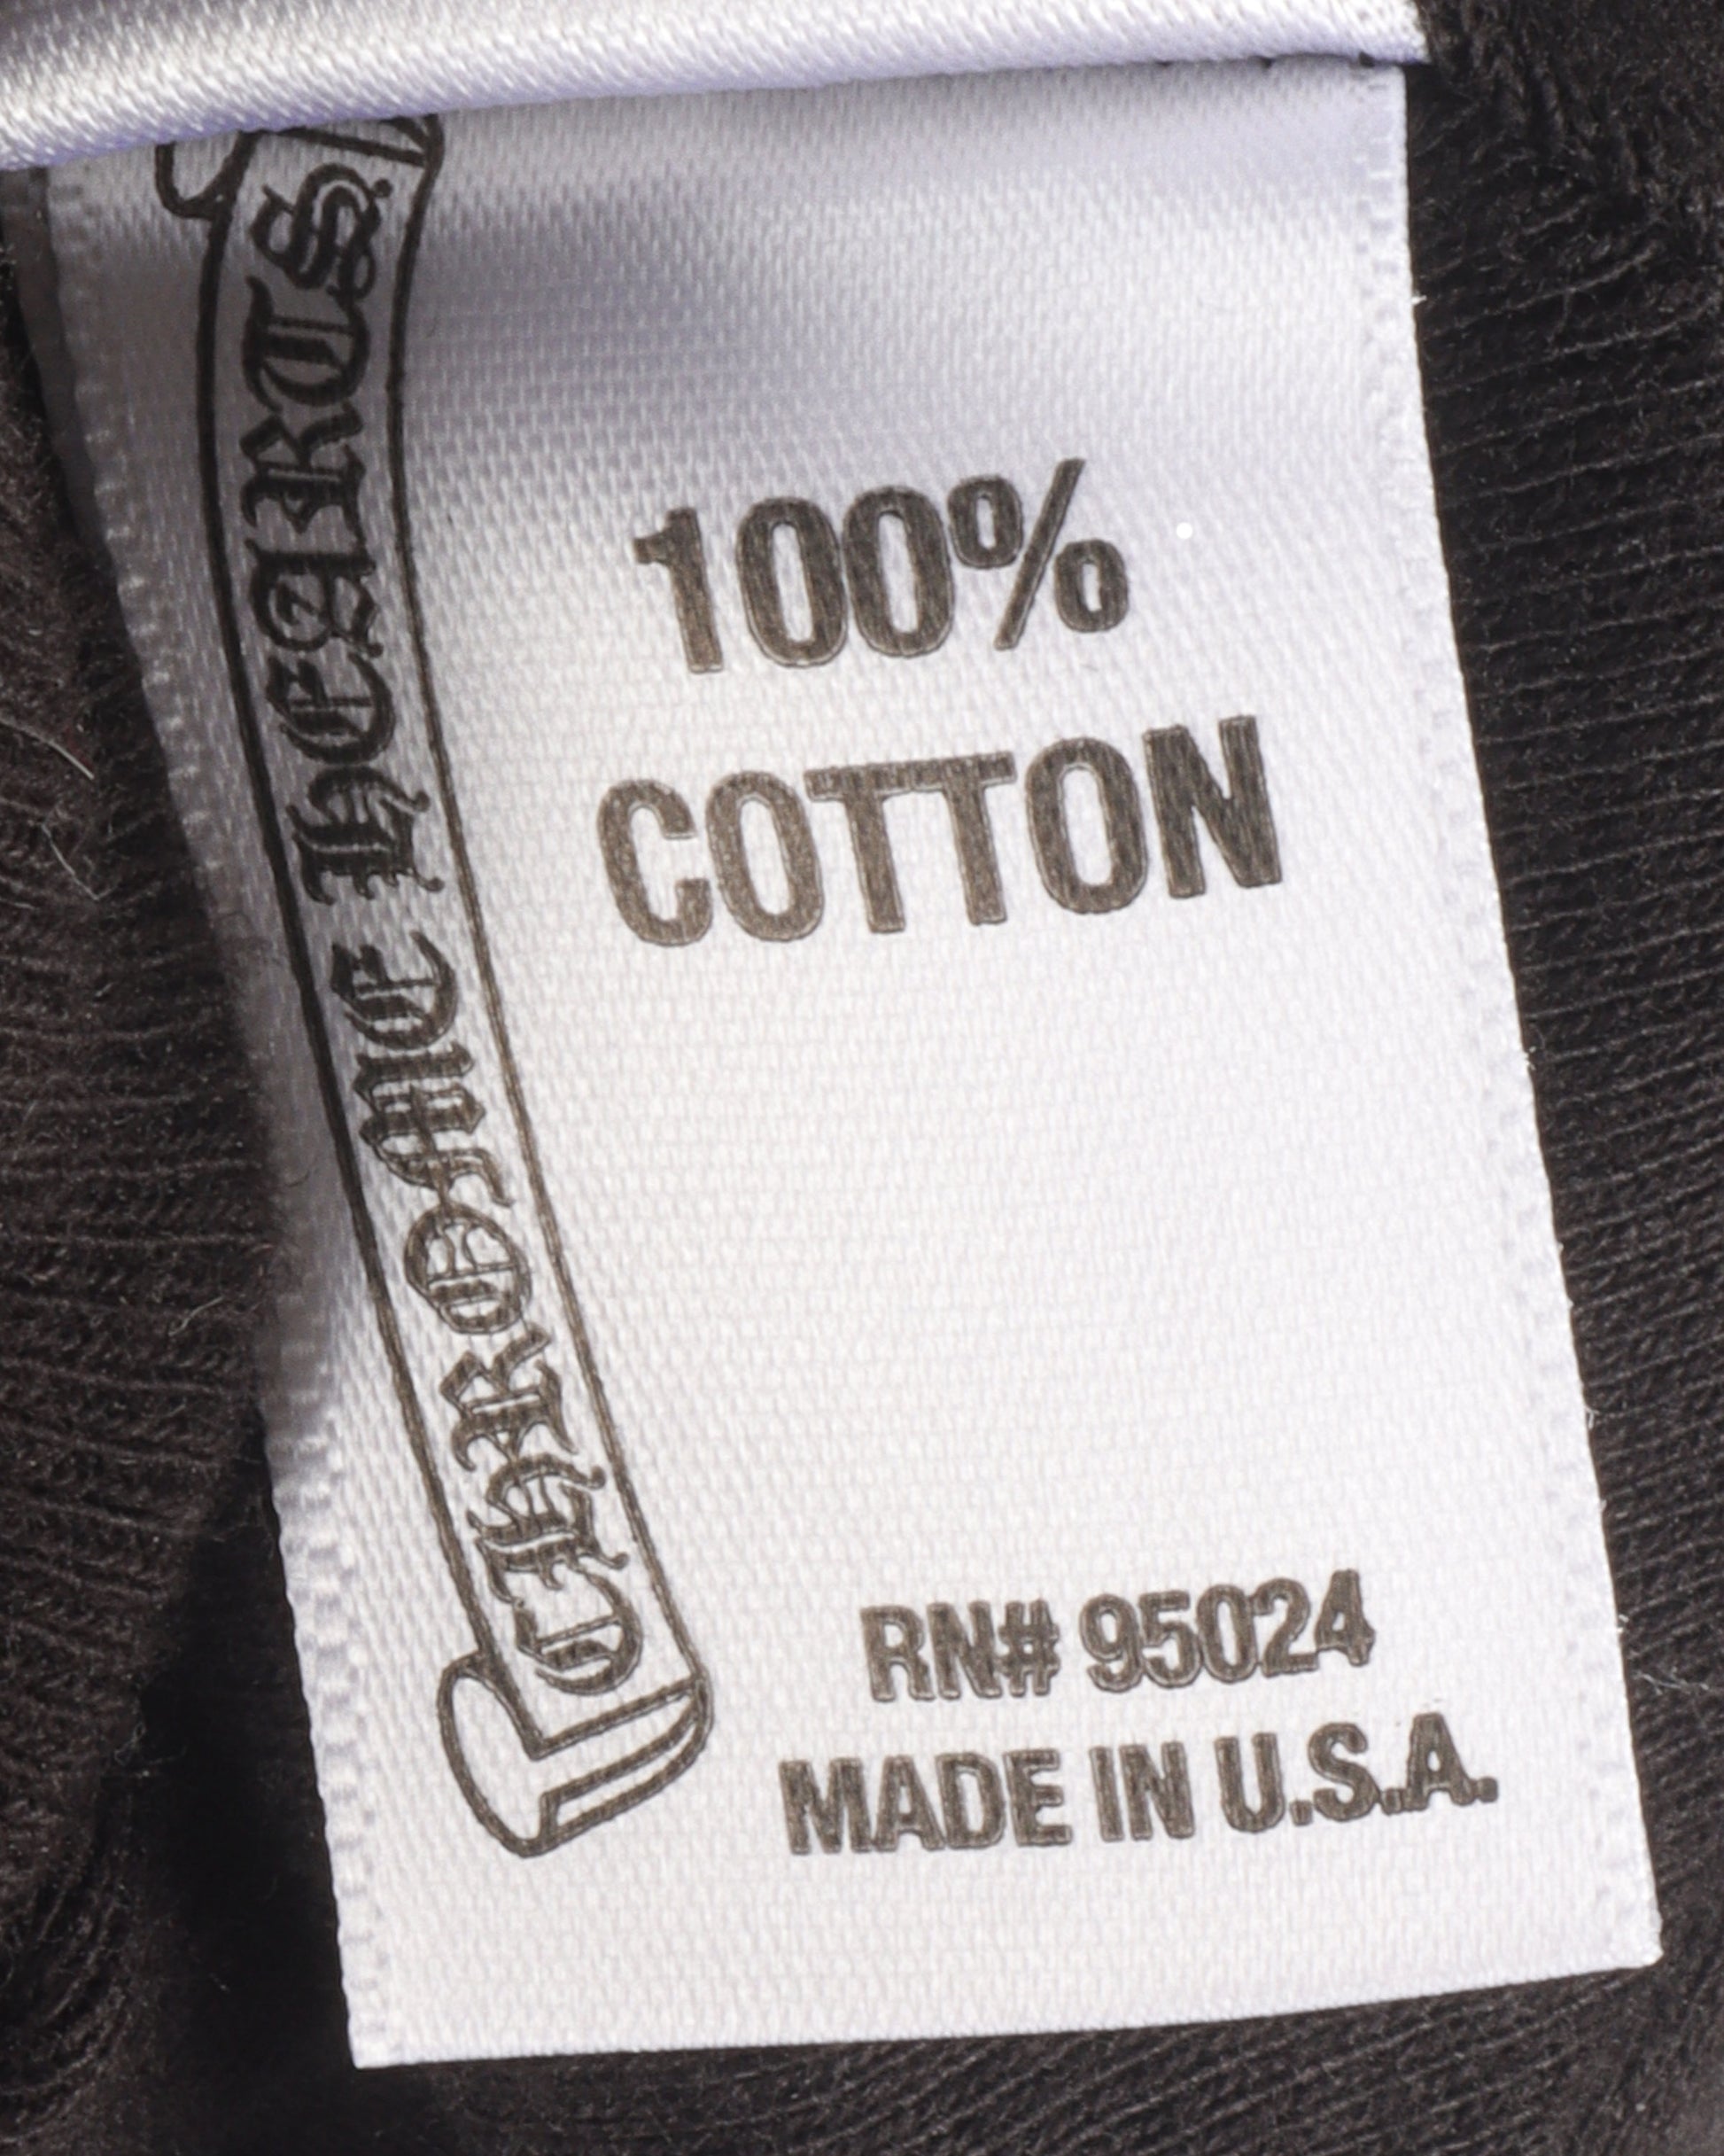 CHROME HEARTS
100%
COTTON
RN# 95024
MADE IN U.S.A.